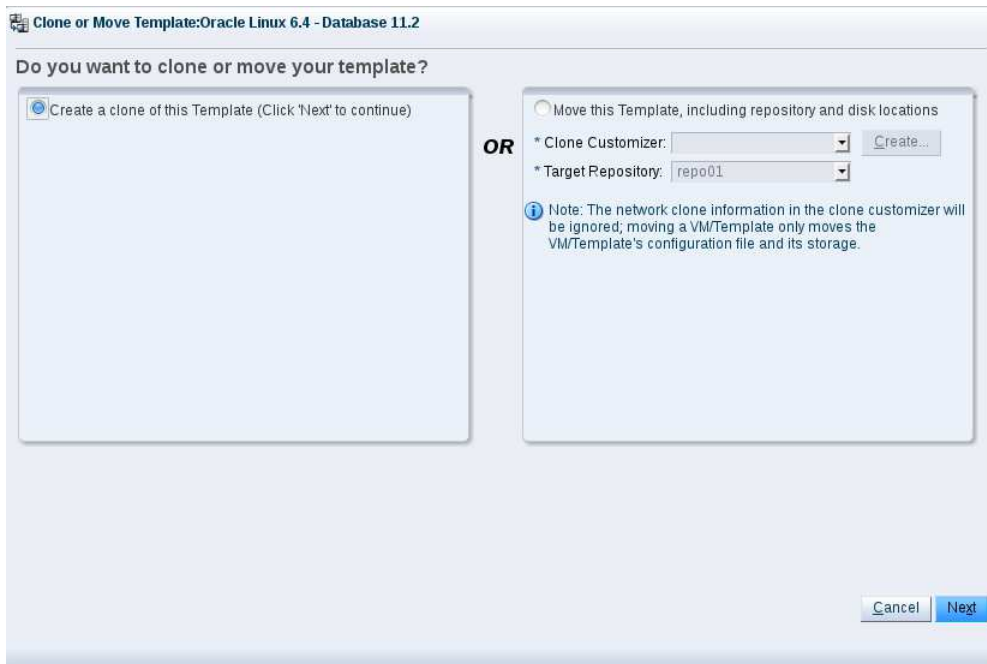 Clone or Move Template:Oracle Linux 6.4 - Database 11.2
Do you want to clone or move your template?
Create a clone of this Template (Click 'Next' to continue)
OR
Move this Template, including repository and disk locations
* Clone Customizer:
Create...
* Target Repository: repo01
Note: The network clone information in the clone customizer will
be ignored; moving a VM/Template only moves the
VM/Template's configuration file and its storage.
Cancel
Next